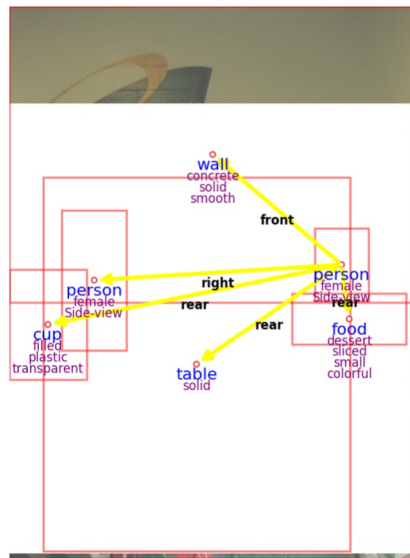 wall
concrete
solid
smooth
front
person
female
Side-view
right
person
female
Side-view
rear
rear
food
dessert
sliced
small
colorful
rear
cup
filled
plastic
transparent
table
solid